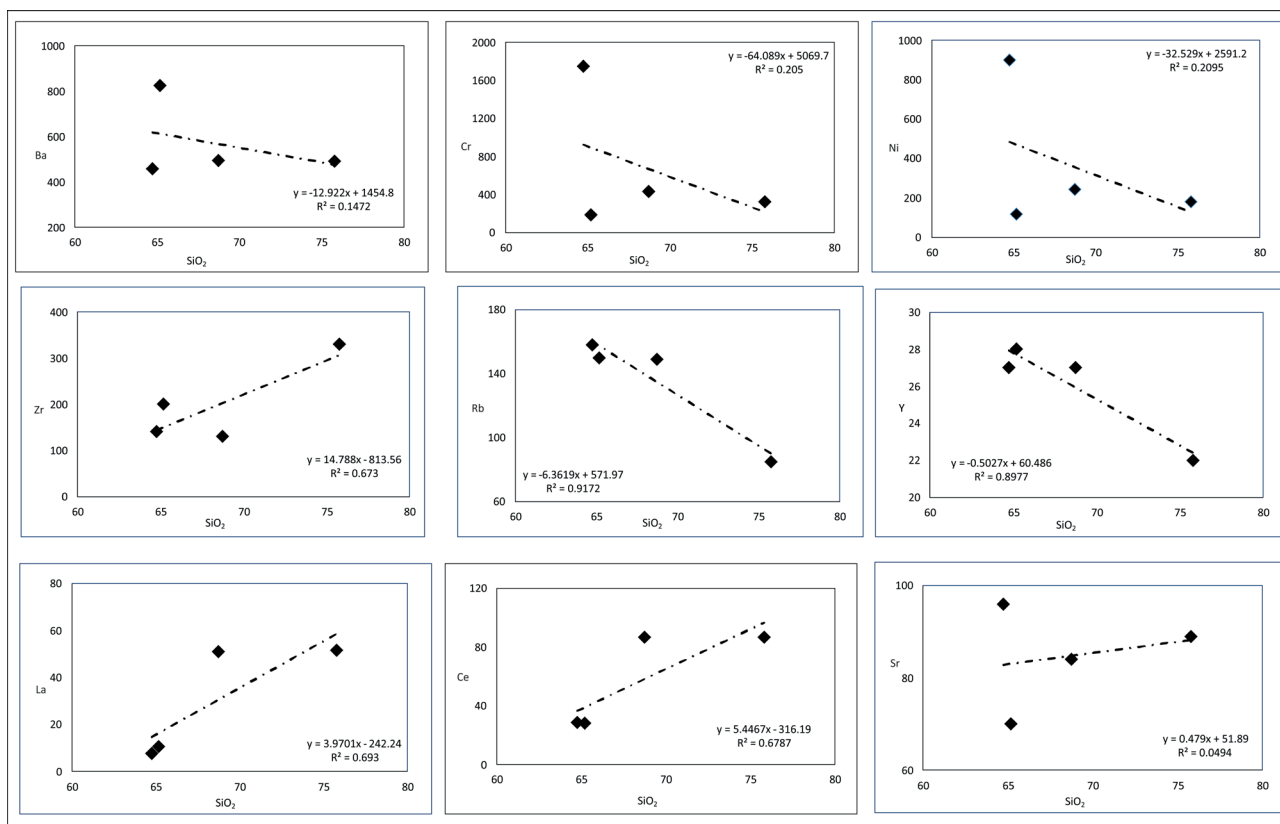 1000
800
600
400
200
Ba
60
65
70
75
80
SiO₂
y = -12.922x + 1454.8
R² = 0.1472
2000
1600
1200
800
400
0
Cr
60
65
70
75
80
SiO₂
y = -64.089x + 5069.7
R² = 0.205
1000
800
600
400
200
0
Ni
60
65
70
75
80
SiO₂
y = -32.529x + 2591.2
R² = 0.2095
400
300
200
100
0
Zr
60
65
70
75
80
SiO₂
y = 14.788x - 813.56
R² = 0.673
180
140
100
60
Rb
60
65
70
75
80
SiO₂
y = -6.3619x + 571.97
R² = 0.9172
30
28
26
24
22
20
Y
60
65
70
75
80
SiO₂
y = -0.5027x + 60.486
R² = 0.8977
80
60
40
20
0
La
60
65
70
75
80
SiO₂
y = 3.9701x - 242.24
R² = 0.693
120
80
40
0
Ce
60
65
70
75
80
SiO₂
y = 5.4467x - 316.19
R² = 0.6787
100
80
60
Sr
60
65
70
75
80
SiO₂
y = 0.479x + 51.89
R² = 0.0494